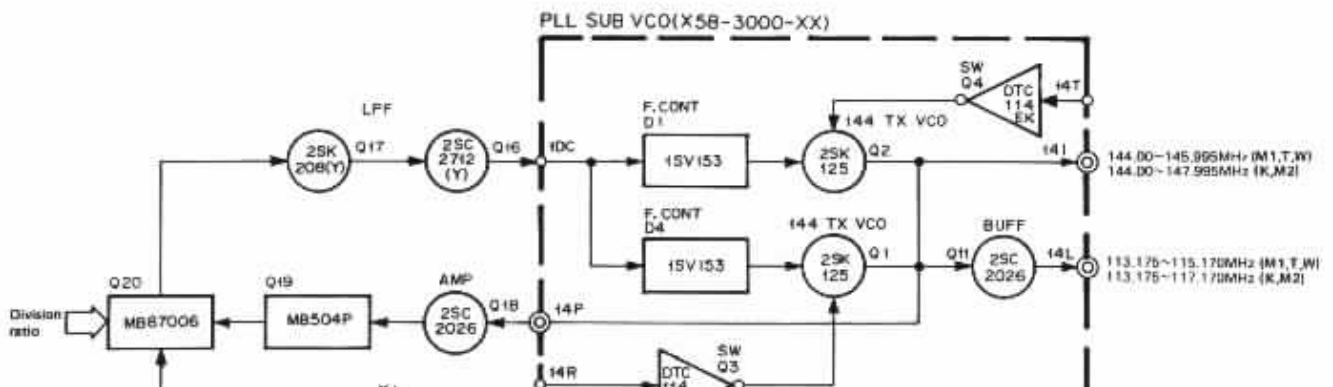 PLL SUB VCO(X58-3000-XX)
SW
Q4
DTC
114
EK
t4T
LPF
F. CONT
D1
144 TX VCO
2SK
208(Y)
Q17
2SC
2712
(Y)
Q16
1DC
1SV153
2SK
125
Q2
14I
144.00~145.995MHz (M1,T,W)
144.00~147.995MHz (K,M2)
F. CONT
D4
144 TX VCO
BUFF
1SV153
2SK
125
Q1
Q11
2SC
2026
14L
113.175~115.170MHz (M1,T,W)
113.175~117.170MHz (K,M2)
Division
ratio
Q20
MB87006
Q19
MB504P
AMP
2SC
2026
Q18
14P
14R
DTC
114
SW
Q3